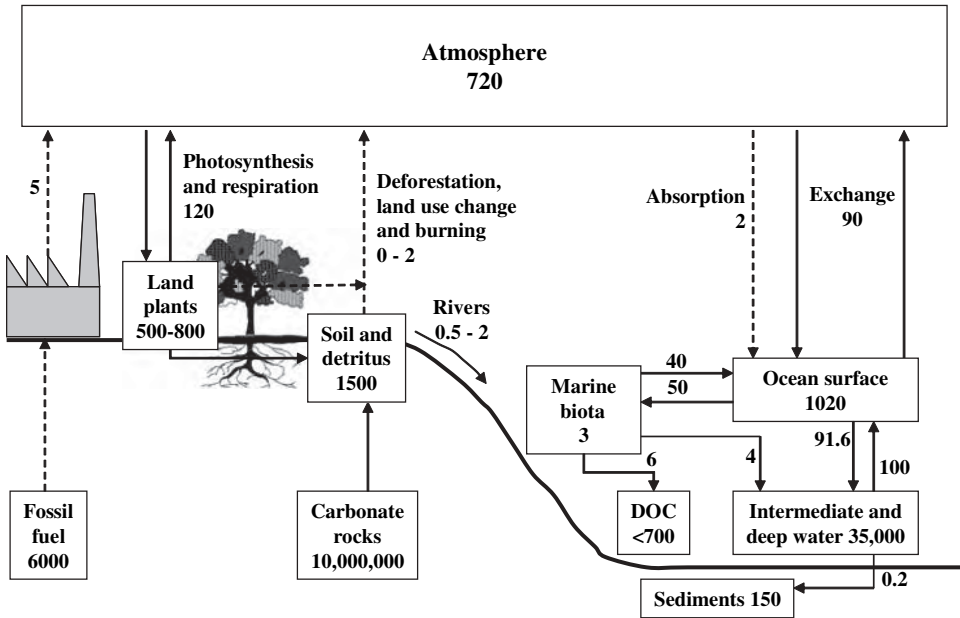 Atmosphere
720
5
Photosynthesis
and respiration
120
Deforestation,
land use change
and burning
0 - 2
Absorption
2
Exchange
90
Land
plants
500-800
Soil and
detritus
1500
Rivers
0.5 - 2
Marine
biota
3
40
50
Ocean surface
1020
91.6
100
6
4
Fossil
fuel
6000
Carbonate
rocks
10,000,000
DOC
<700
Intermediate and
deep water 35,000
0.2
Sediments 150